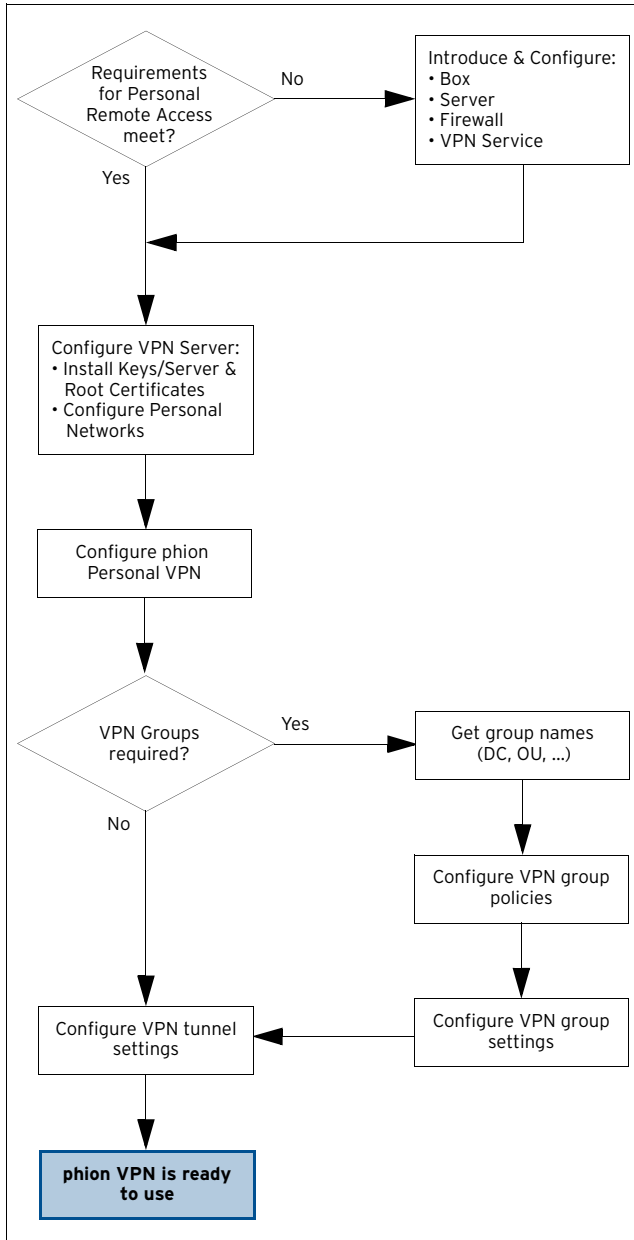 Requirements
for Personal
Remote Access
meet?
No
Introduce & Configure:
• Box
• Server
• Firewall
• VPN Service
Yes
Configure VPN Server:
• Install Keys/Server &
Root Certificates
• Configure Personal
Networks
Configure phion
Personal VPN
VPN Groups
required?
Yes
Get group names
(DC, OU, ...)
No
Configure VPN group
policies
Configure VPN tunnel
settings
Configure VPN group
settings
phion VPN is ready
to use